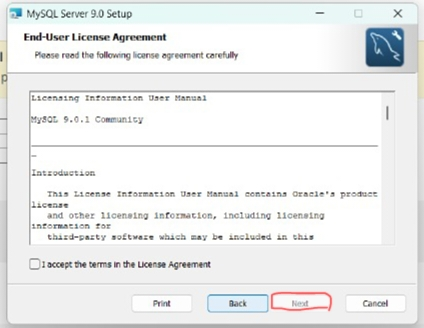 MySQL Server 9.0 Setup
End-User License Agreement
Please read the following license agreement carefully
Licensing Information User Manual
MySQL 9.0.1 Community
Introduction
This License Information User Manual contains Oracle's product
license
and other licensing information, including licensing
information for
third-party software which may be included in this
I accept the terms in the License Agreement
Print
Back
Next
Cancel